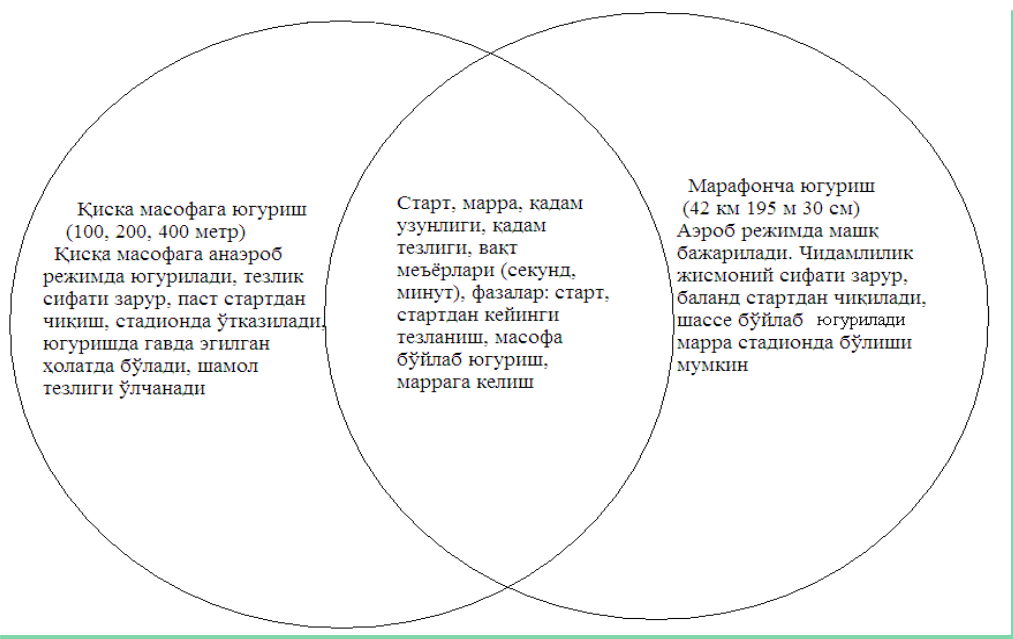 Қиска масофага югуриш
(100, 200, 400 метр)
Қиска масофага анаэроб
режимда югурилади, тезлик
сифати зарур, паст стартдан
чиқиш, стадионда ўтказилади,
югуришда гавда эгилган
ҳолатда бўлади, шамол
тезлиги ўлчанади
Старт, марра, қадам
узунлиги, қадам
тезлиги, вақт
меъёрлари (секунд,
минут), фазалар: старт,
стартдан кейинги
тезланиш, масофа
бўйлаб югуриш,
маррага келиш
Марафонча югуриш
(42 км 195 м 30 см)
Аэроб режимда машқ
бажарилади. Чидамлилик
жисмоний сифати зарур,
баланд стартдан чиқилади,
шассе бўйлаб югурилади
марра стадионда бўлиши
мумкин